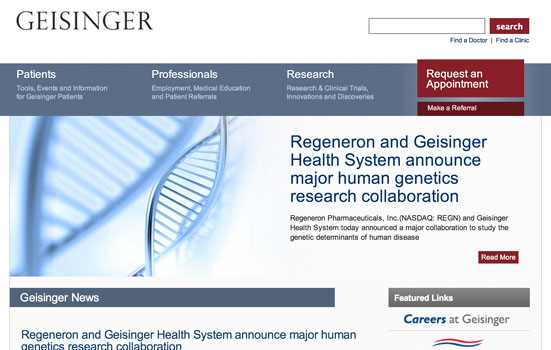 GEISINGER
search
Find a Doctor | Find a Clinic
Patients
Tools, Events and Information
for Geisinger Patients
Professionals
Employment, Medical Education
and Patient Referrals
Research
Research & Clinical Trials,
Innovations and Discoveries
Request an
Appointment
Make a Referral
Regeneron and Geisinger
Health System announce
major human genetics
research collaboration
Regeneron Pharmaceuticals, Inc.(NASDAQ: REGN) and Geisinger
Health System today announced a major collaboration to study the
genetic determinants of human disease
Read More
Geisinger News
Regeneron and Geisinger Health System announce major human
genetics research collaboration
Featured Links
Careers at Geisinger